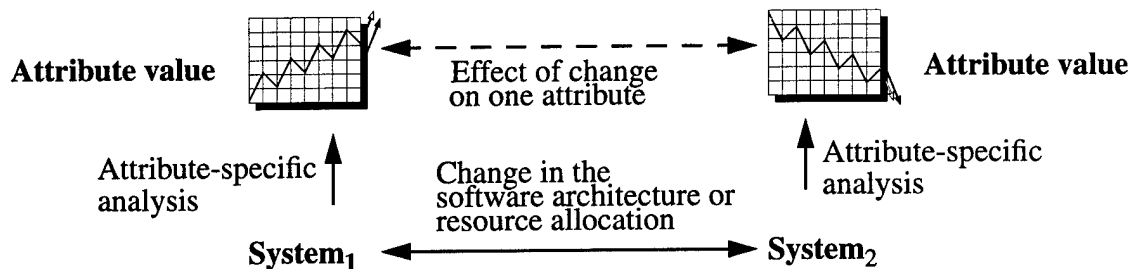 Attribute value
Effect of change
on one attribute
Attribute value
Attribute-specific
analysis
Change in the
software architecture or
resource allocation
Attribute-specific
analysis
System₁
System₂